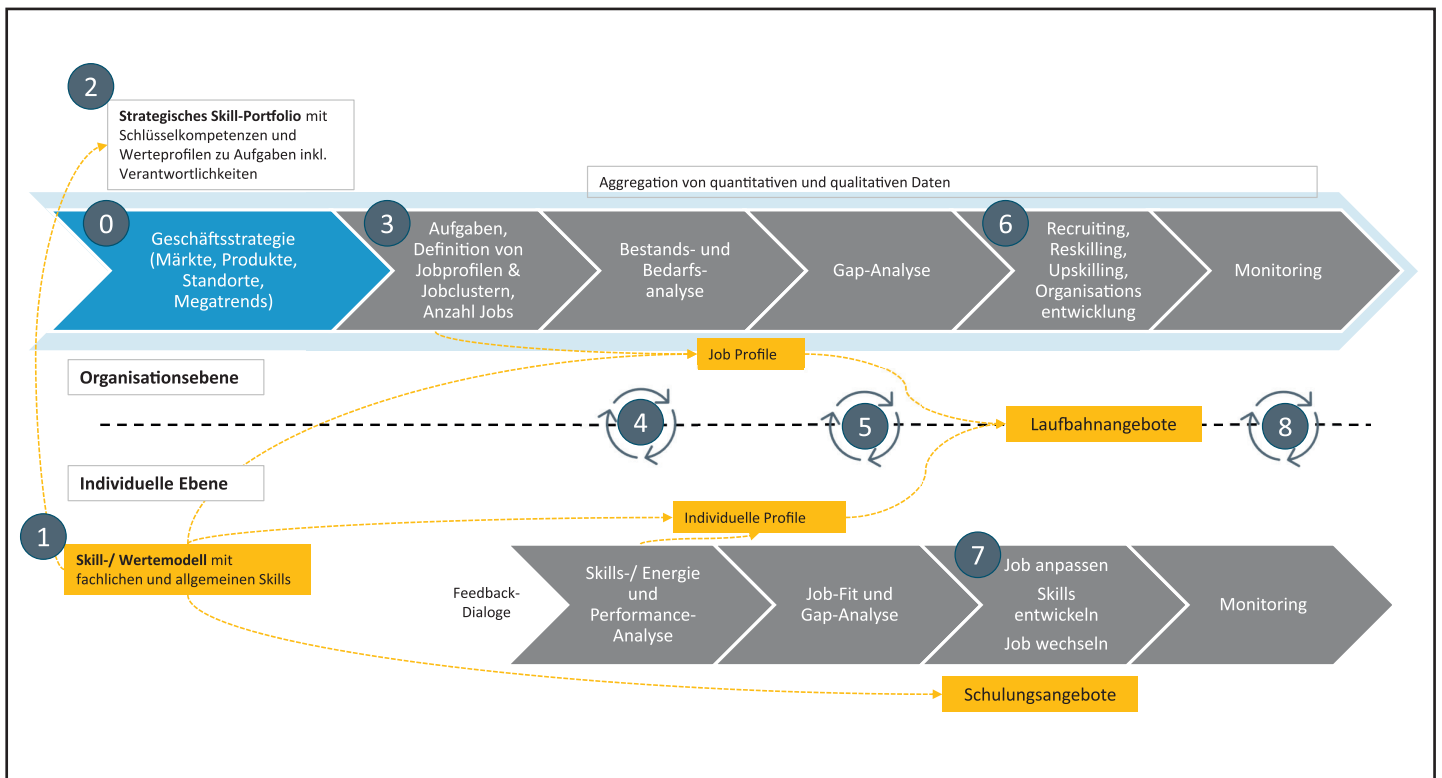 2
Strategisches Skill-Portfolio mit
Schlüsselkompetenzen und
Werteprofilen zu Aufgaben inkl.
Verantwortlichkeiten
Aggregation von quantitativen und qualitativen Daten
0
Geschäftsstrategie
(Märkte, Produkte,
Standorte,
Megatrends)
3
Aufgaben,
Definition von
Jobprofilen &
Jobclustern,
Anzahl Jobs
Bestands- und
Bedarfs-
analyse
Gap-Analyse
6
Recruiting,
Reskilling,
Upskilling,
Organisations
entwicklung
Monitoring
Job Profile
Organisationsebene
4
5
Laufbahnangebote
8
Individuelle Ebene
Individuelle Profile
1
Skill-/ Wertemodell mit
fachlichen und allgemeinen Skills
Feedback-
Dialoge
Skills-/ Energie
und
Performance-
Analyse
Job-Fit und
Gap-Analyse
7
Job anpassen
Skills
entwickeln
Job wechseln
Monitoring
Schulungsangebote